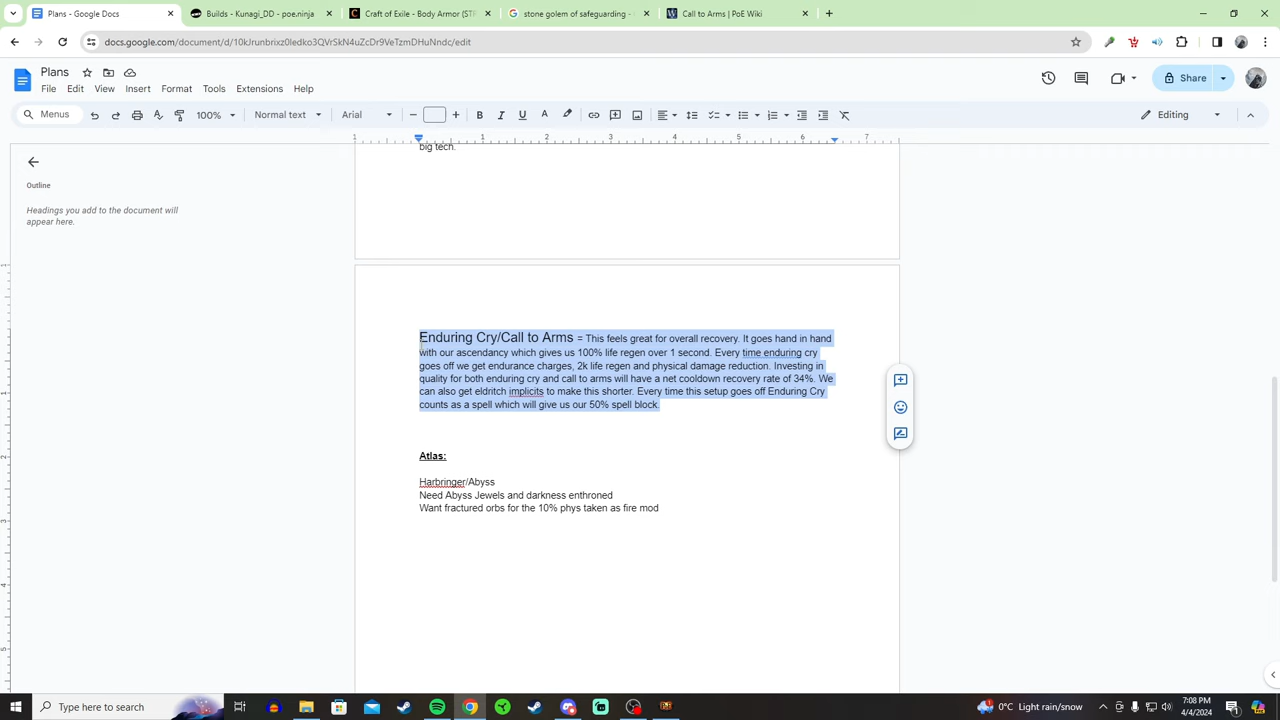 Plans - Google Docs
Builds - Kunagi_DD - poe.ninja
Craft of Exile - Body Armor (STR
stone golem of safeguarding -
Call to Arms | PoE Wiki
docs.google.com/document/d/10kJrunbrixz0ledko3QVrSkN4uZcDr9VeTzmDHuNndc/edit
Plans
File Edit View Insert Format Tools Extensions Help
Share
Menus
100%
Normal text
Arial
Editing
1 1 2 3 4 5 6 7
Outline
Headings you add to the document will
appear here.
big tech.
Enduring Cry/Call to Arms = This feels great for overall recovery. It goes hand in hand
with our ascendancy which gives us 100% life regen over 1 second. Every time enduring cry
goes off we get endurance charges, 2k life regen and physical damage reduction. Investing in
quality for both enduring cry and call to arms will have a net cooldown recovery rate of 34%. We
can also get eldritch implicits to make this shorter. Every time this setup goes off Enduring Cry
counts as a spell which will give us our 50% spell block.
Atlas:
Harbringer/Abyss
Need Abyss Jewels and darkness enthroned
Want fractured orbs for the 10% phys taken as fire mod
Type here to search
0°C Light rain/snow
7:08 PM
4/4/2024